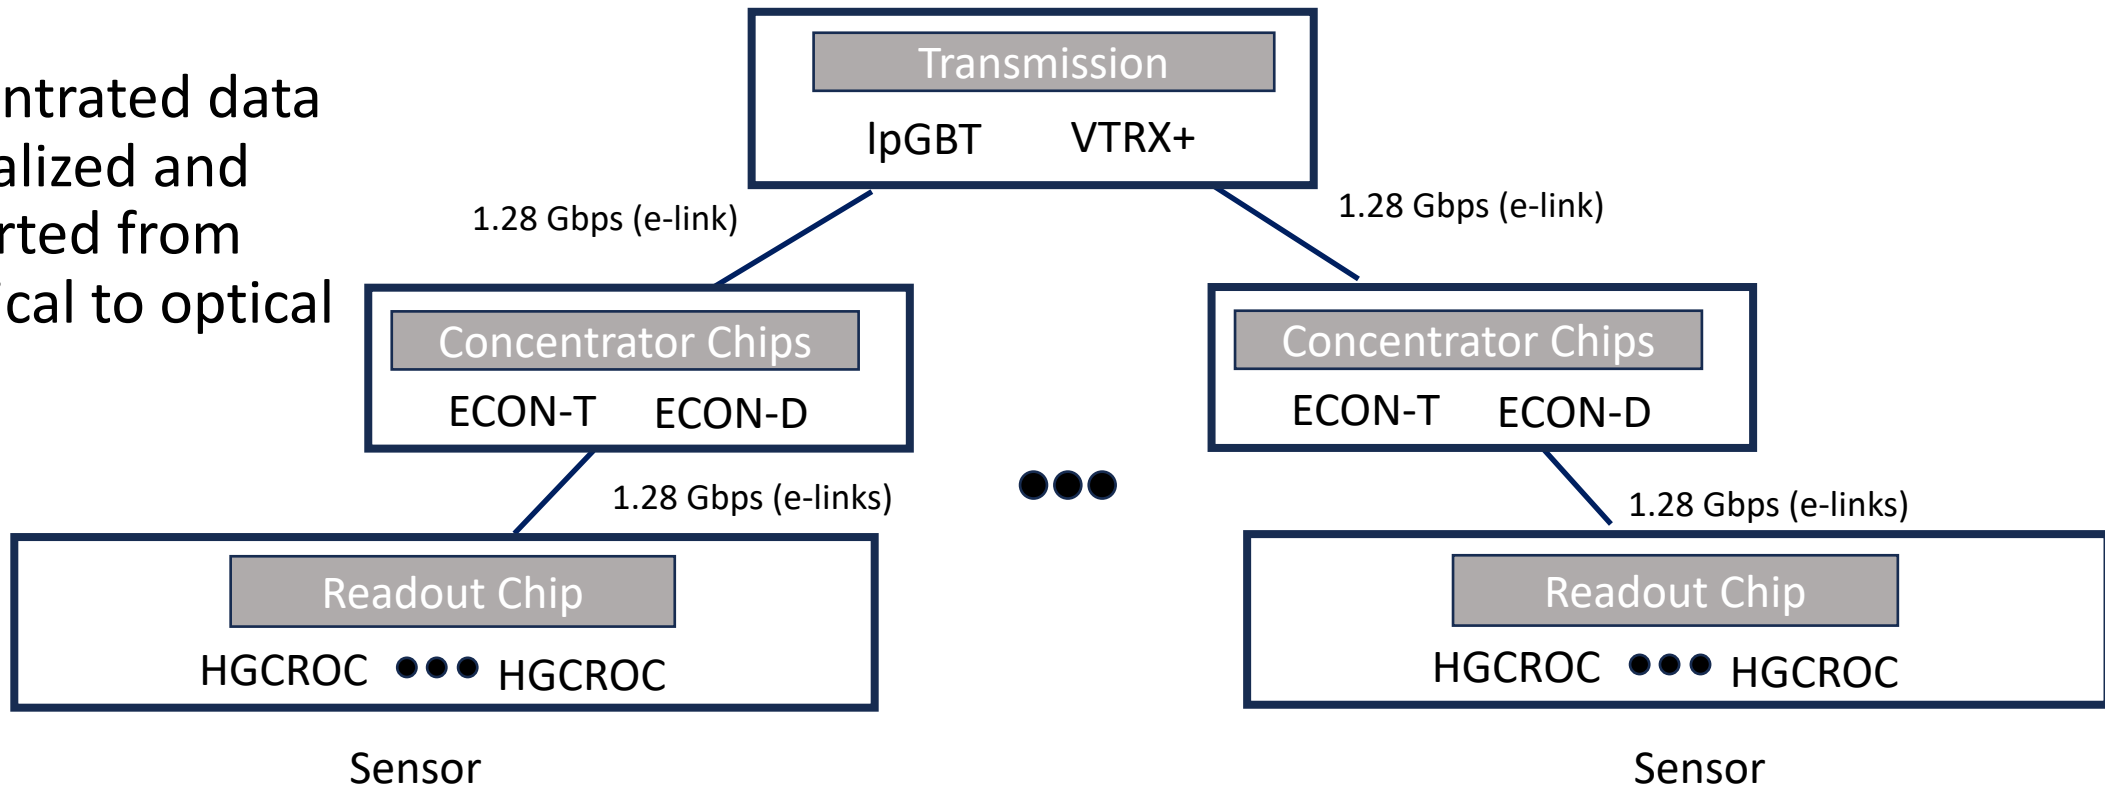 Transmission
lpGBT VTRX+
ntrated data
alized and
rted from
ical to optical
1.28 Gbps (e-link)
1.28 Gbps (e-link)
Concentrator Chips
ECON-T ECON-D
Concentrator Chips
ECON-T ECON-D
1.28 Gbps (e-links)
1.28 Gbps (e-links)
Readout Chip
HGCROC HGCROC
Readout Chip
HGCROC HGCROC
Sensor
Sensor